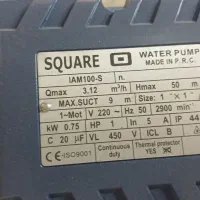 SQUARE WATER PUMP
MADE IN P.R.C.
IAM100-S n.
Qmax 3.12 m³/h Hmax 50 m
MAX.SUCT 9 m Size 1"×1"
1~Mot V 220~ Hz 50 2900 min⁻¹
kW 0.75 HP 1 In 5 A IP 44
C 20 µF VL 450 V ICL B
CE ISO9001 Thermal protector
YES NO